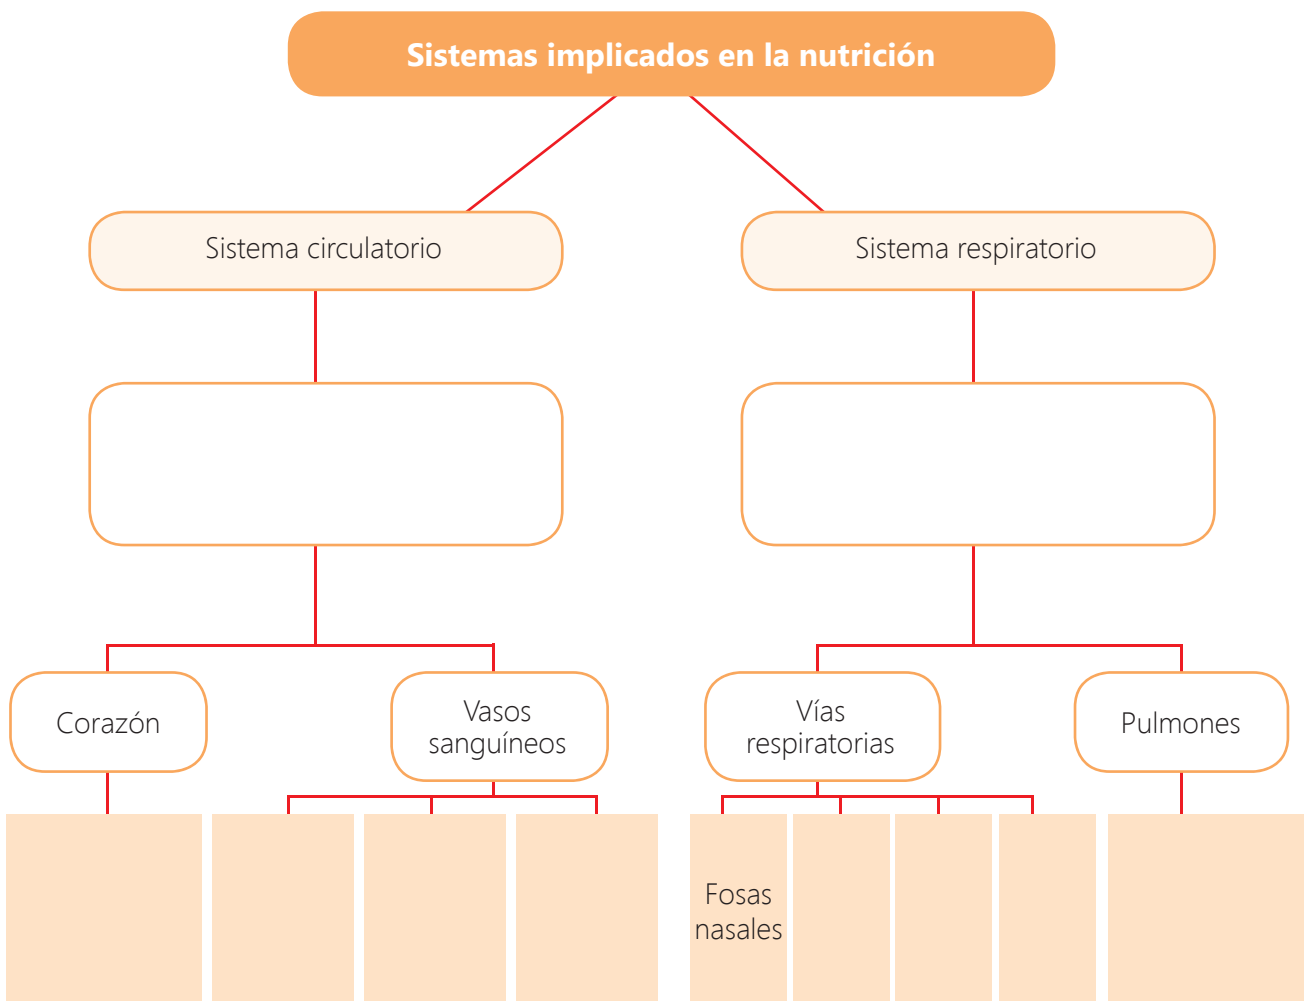 Sistemas implicados en la nutrición
Sistema circulatorio
Sistema respiratorio
Corazón
Vasos
sanguíneos
Vías
respiratorias
Pulmones
Fosas
nasales